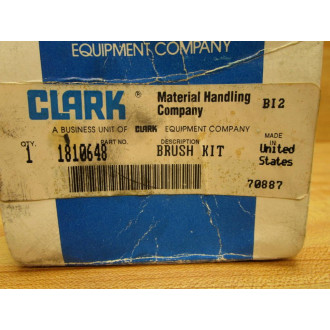 EQUIPMENT COMPANY
CLARK ® Material Handling Company BI2
A BUSINESS UNIT OF CLARK EQUIPMENT COMPANY
QTY. PART NO. DESCRIPTION MADE IN
1 1810648 BRUSH KIT United States
70887